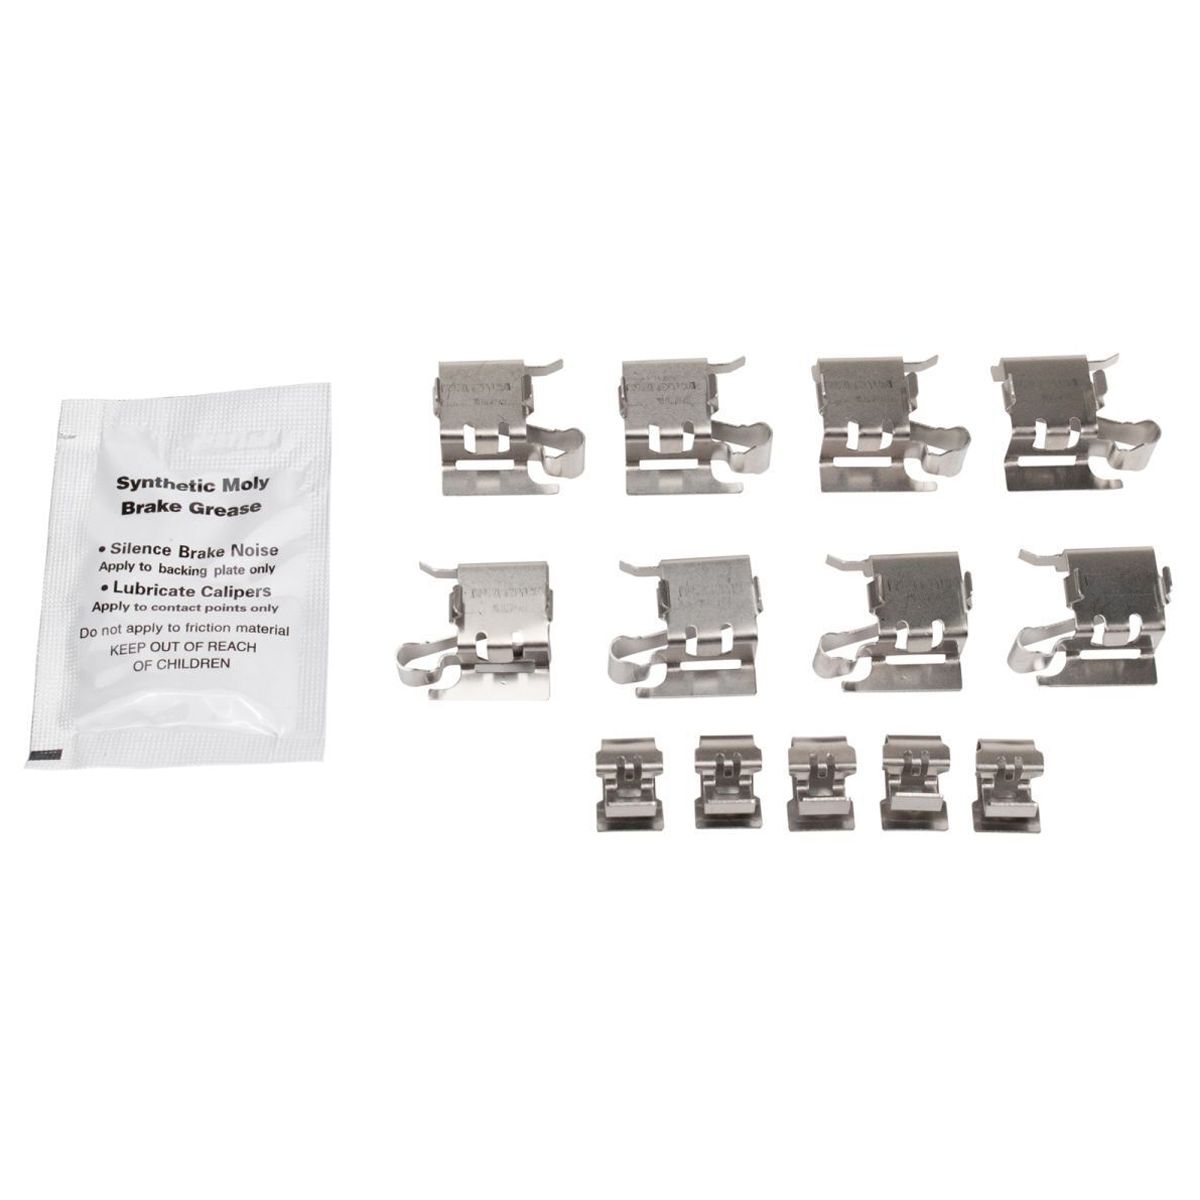 Synthetic Moly
Brake Grease
• Silence Brake Noise
Apply to backing plate only
• Lubricate Calipers
Apply to contact points only
Do not apply to friction material
KEEP OUT OF REACH
OF CHILDREN